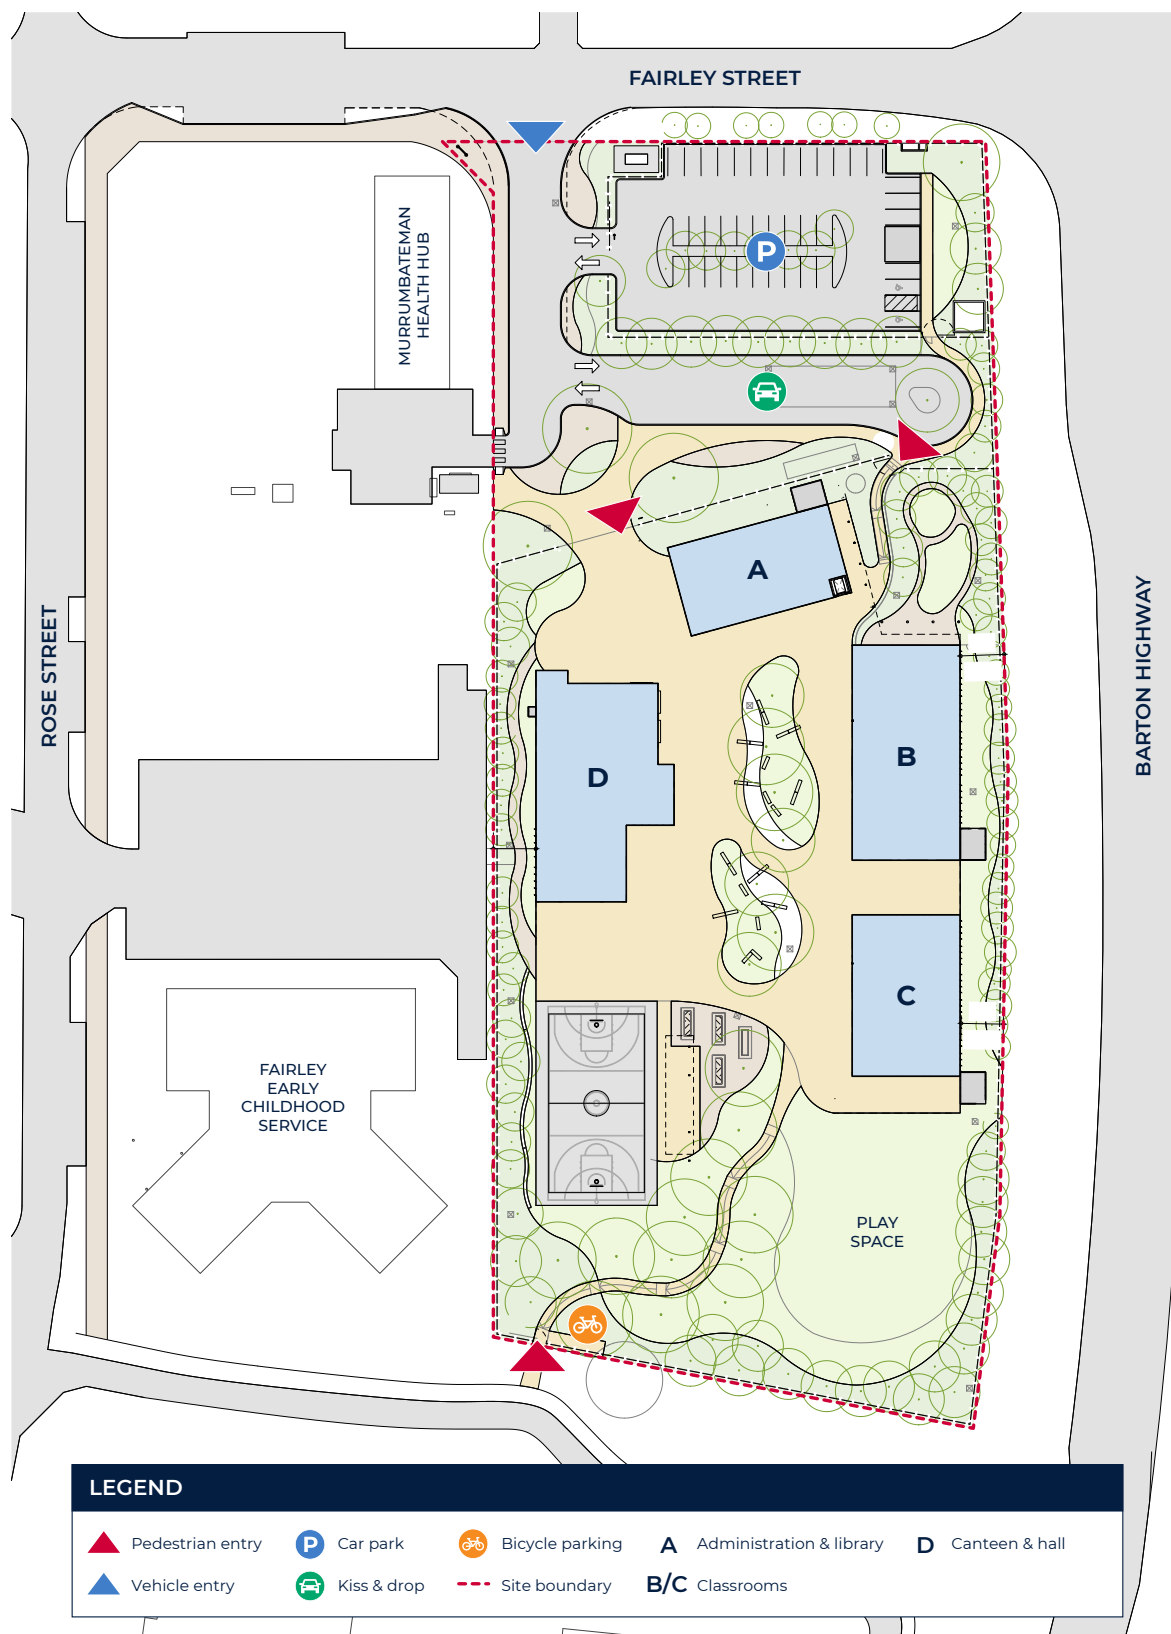 FAIRLEY STREET
MURRUMBATEMAN
HEALTH HUB
P
A
ROSE STREET
BARTON HIGHWAY
B
D
C
FAIRLEY
EARLY
CHILDHOOD
SERVICE
PLAY
SPACE
LEGEND
Pedestrian entry
P Car park
Bicycle parking
A Administration & library
D Canteen & hall
Vehicle entry
Kiss & drop
Site boundary
B/C Classrooms